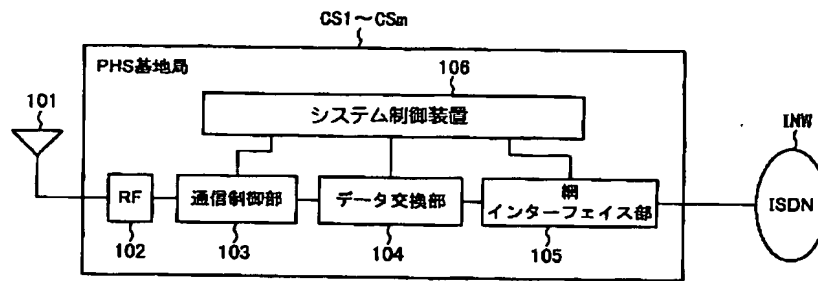 CS1～CSm
PHS基地局
106
101
システム制御装置
INW
RF
通信制御部
データ交換部
網
インターフェイス部
ISDN
102
103
104
105